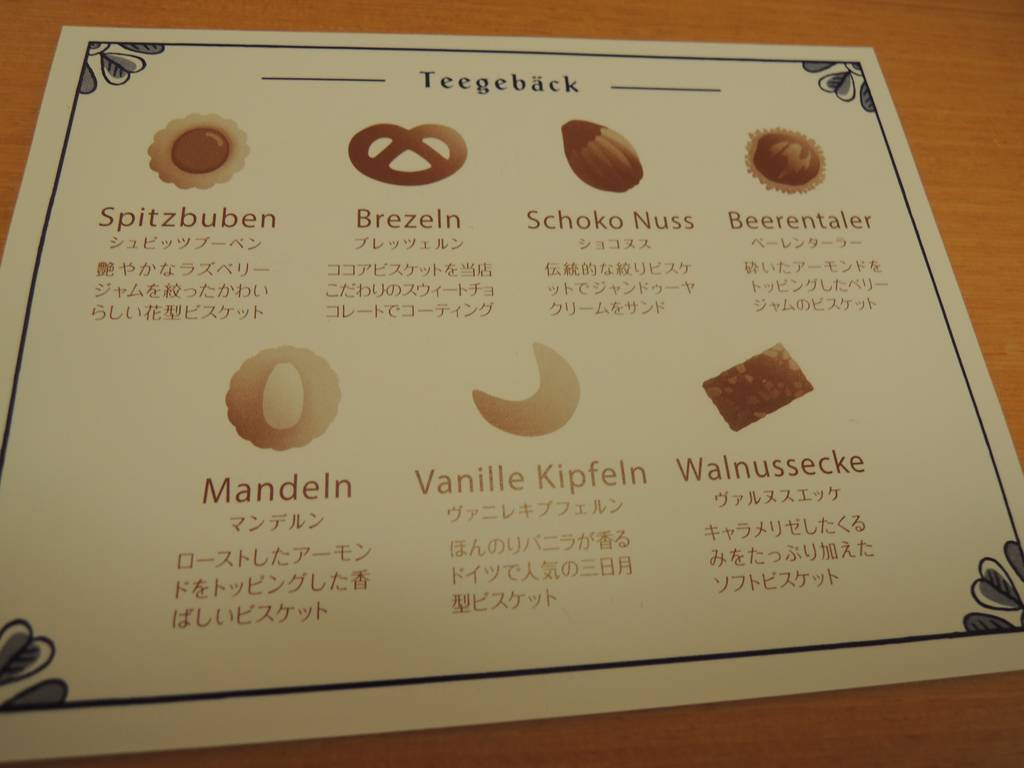 Teegebäck
Spitzbuben
シュピッツブーベン
艶やかなラズベリー
ジャムを絞ったかわい
らしい花型ビスケット
Brezeln
ブレッツェルン
ココアビスケットを当店
こだわりのスウィートチョ
コレートでコーティング
Schoko Nuss
ショコヌス
伝統的な絞りビスケ
ットでジャンドゥーヤ
クリームをサンド
Beerentaler
ベーレンターラー
砕いたアーモンドを
トッピングしたベリー
ジャムのビスケット
Mandeln
マンデルン
ローストしたアーモン
ドをトッピングした香
ばしいビスケット
Vanille Kipfeln
ヴァニレキプフェルン
ほんのりバニラが香る
ドイツで人気の三日月
型ビスケット
Walnussecke
ヴァルヌスエッケ
キャラメリゼしたくる
みをたっぷり加えた
ソフトビスケット